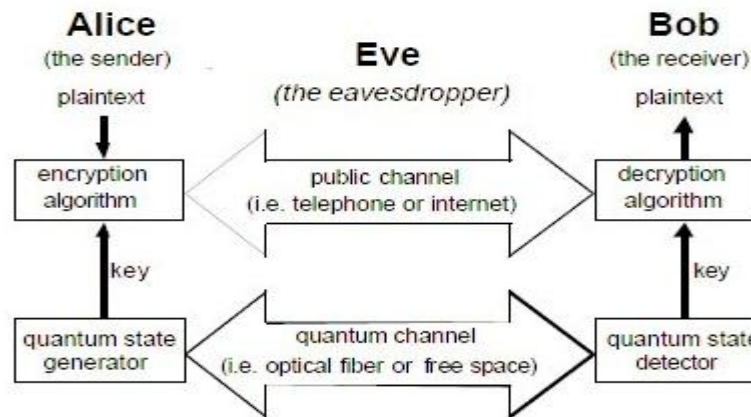 Alice
(the sender)
plaintext
Eve
(the eavesdropper)
Bob
(the receiver)
plaintext
encryption
algorithm
public channel
(i.e. telephone or internet)
decryption
algorithm
key
key
quantum state
generator
quantum channel
(i.e. optical fiber or free space)
quantum state
detector